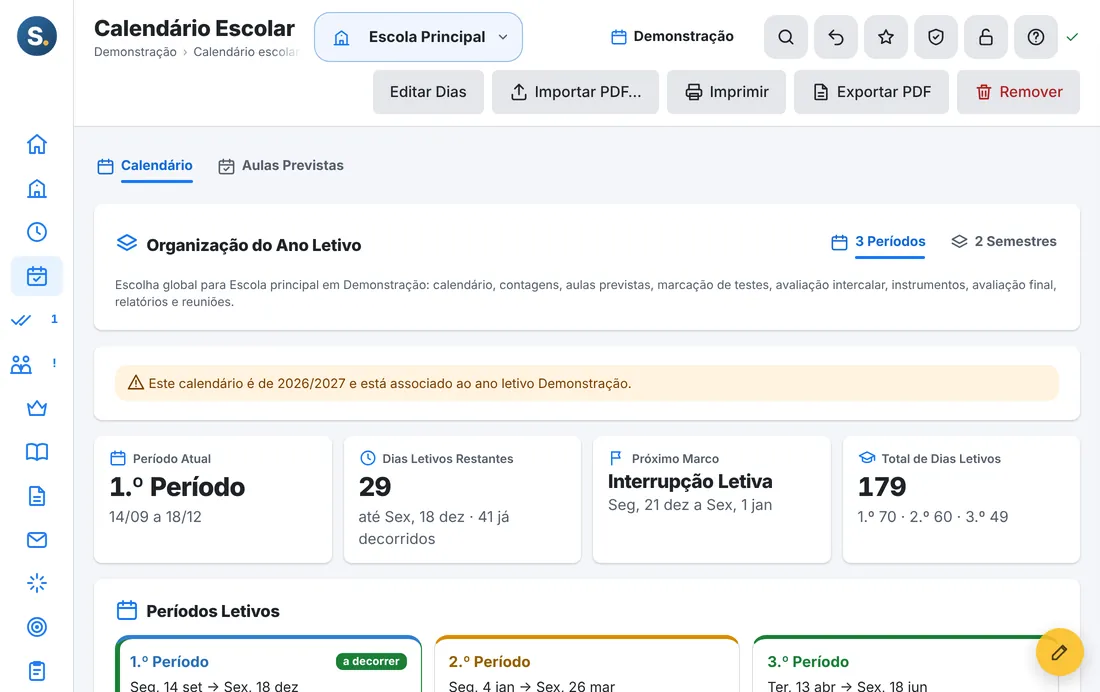 S.
Calendário Escolar
Demonstração › Calendário escolar
Escola Principal
Demonstração
Editar Dias
Importar PDF...
Imprimir
Exportar PDF
Remover
1
!
Calendário
Aulas Previstas
Organização do Ano Letivo
3 Períodos
2 Semestres
Escolha global para Escola principal em Demonstração: calendário, contagens, aulas previstas, marcação de testes, avaliação intercalar, instrumentos, avaliação final,
relatórios e reuniões.
Este calendário é de 2026/2027 e está associado ao ano letivo Demonstração.
Período Atual
1.º Período
14/09 a 18/12
Dias Letivos Restantes
29
até Sex, 18 dez · 41 já
decorridos
Próximo Marco
Interrupção Letiva
Seg, 21 dez a Sex, 1 jan
Total de Dias Letivos
179
1.º 70 · 2.º 60 · 3.º 49
Períodos Letivos
1.º Período
a decorrer
Seg, 14 set → Sex, 18 dez
2.º Período
Seg, 4 jan → Sex, 26 mar
3.º Período
Ter, 13 abr → Sex, 18 jun